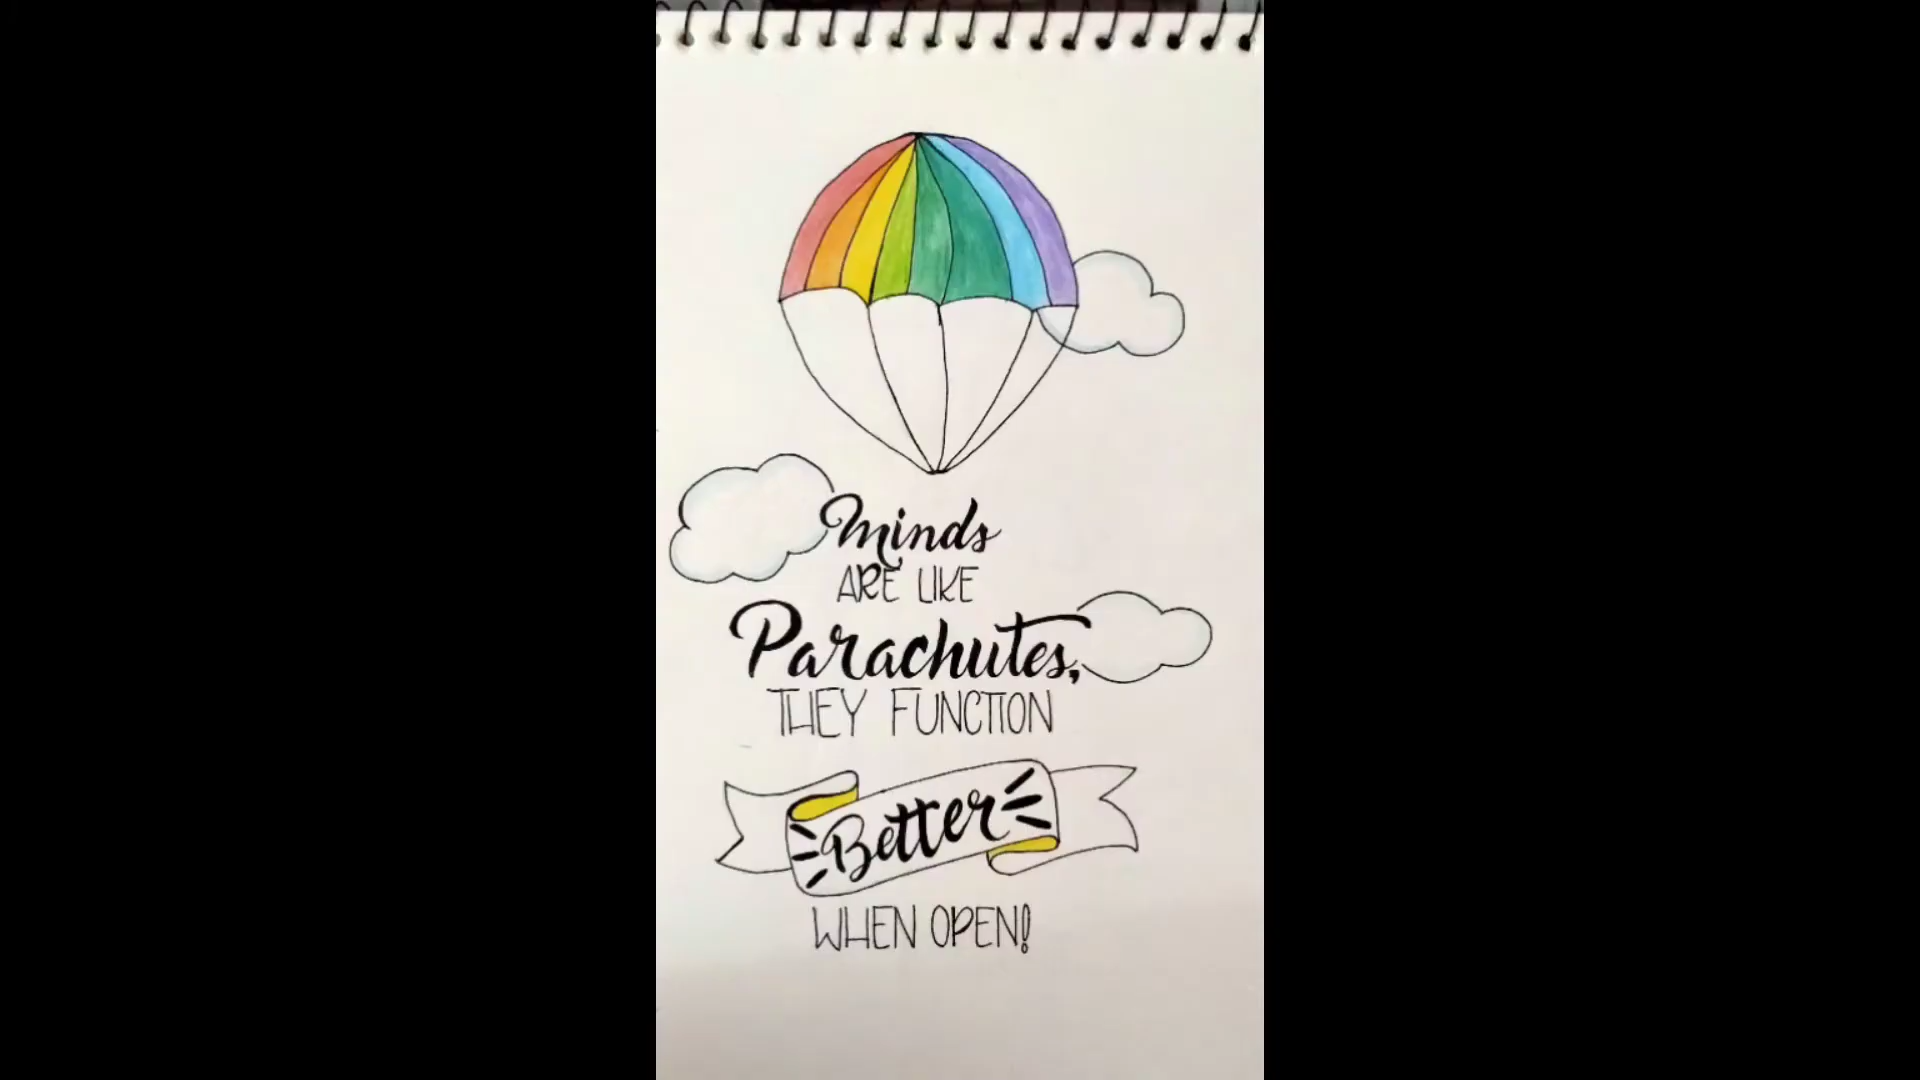 Minds
ARE LIKE
Parachutes,
THEY FUNCTION
Better
WHEN OPEN!